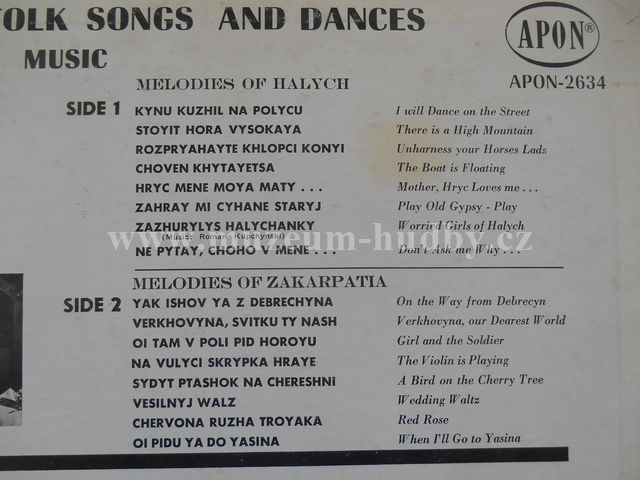 FOLK SONGS AND DANCES
MUSIC
APON®
APON-2634
MELODIES OF HALYCH
SIDE 1 KYNU KUZHIL NA POLYCU I will Dance on the Street
STOYIT HORA VYSOKAYA There is a High Mountain
ROZPRYAHAYTE KHLOPCI KONYI Unharness your Horses Lads
CHOVEN KHYTAYETSA The Boat is Floating
HRYC MENE MOYA MATY . . . Mother, Hryc Loves me . . .
ZAHRAY MI CYHANE STARYJ Play Old Gypsy - Play
ZAZHURYLYS HALYCHANKY Worried Girls of Halych
(Music: Roman Kupchynski)
www.muzeum-hudby.cz
NE PYTAY, CHOHO V MENE . . . Don't Ask me Why . . .
MELODIES OF ZAKARPATIA
SIDE 2 YAK ISHOV YA Z DEBRECHYNA On the Way from Debrecyn
VERKHOVYNA, SVITKU TY NASH Verkhovyna, our Dearest World
OI TAM V POLI PID HOROYU Girl and the Soldier
NA VULYCI SKRYPKA HRAYE The Violin is Playing
SYDYT PTASHOK NA CHERESHNI A Bird on the Cherry Tree
VESILNYJ WALZ Wedding Waltz
CHERVONA RUZHA TROYAKA Red Rose
OI PIDU YA DO YASINA When I'll Go to Yasina